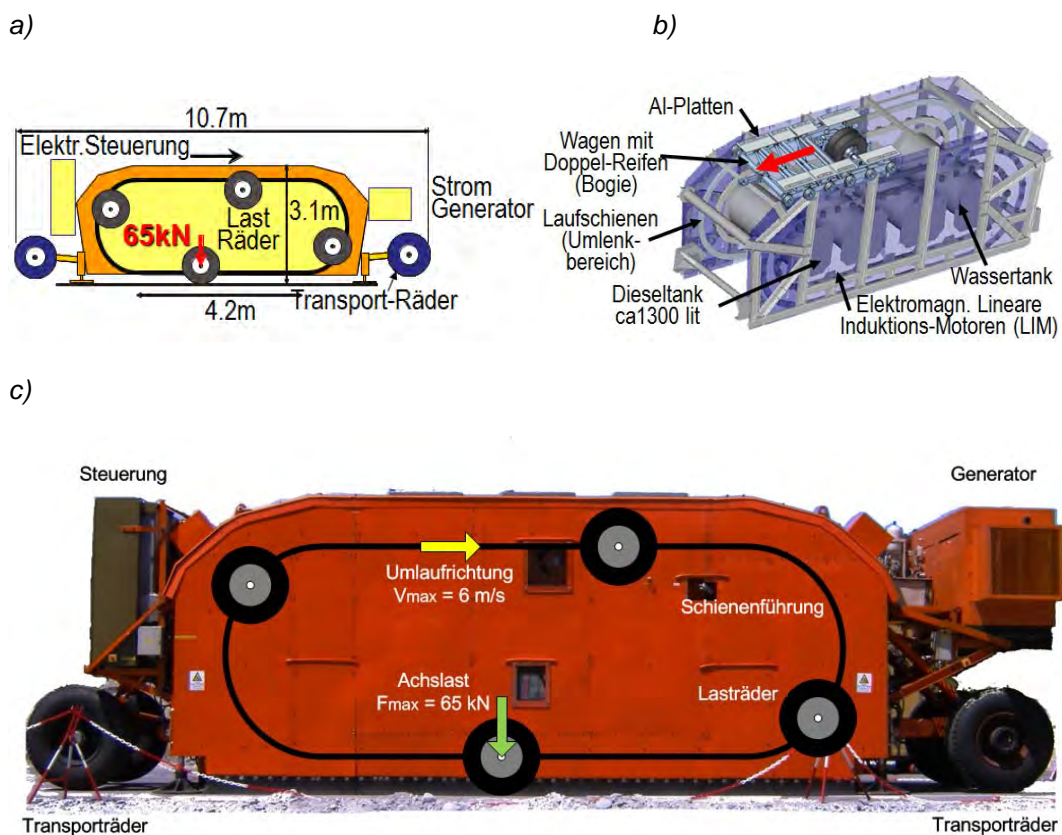 a)
b)
10.7m
Elektr.Steuerung
Strom
Generator
Last
Räder
3.1m
65kN
Transport-Räder
4.2m
Al-Platten
Wagen mit
Doppel-Reifen
(Bogie)
Laufschienen
(Umlenk-
bereich)
Dieseltank
ca1300 lit
Wassertank
Elektromagn. Lineare
Induktions-Motoren (LIM)
c)
Steuerung
Generator
Umlaufrichtung
Vmax = 6 m/s
Schienenführung
Achslast
Fmax = 65 kN
Lasträder
Transporträder
Transporträder